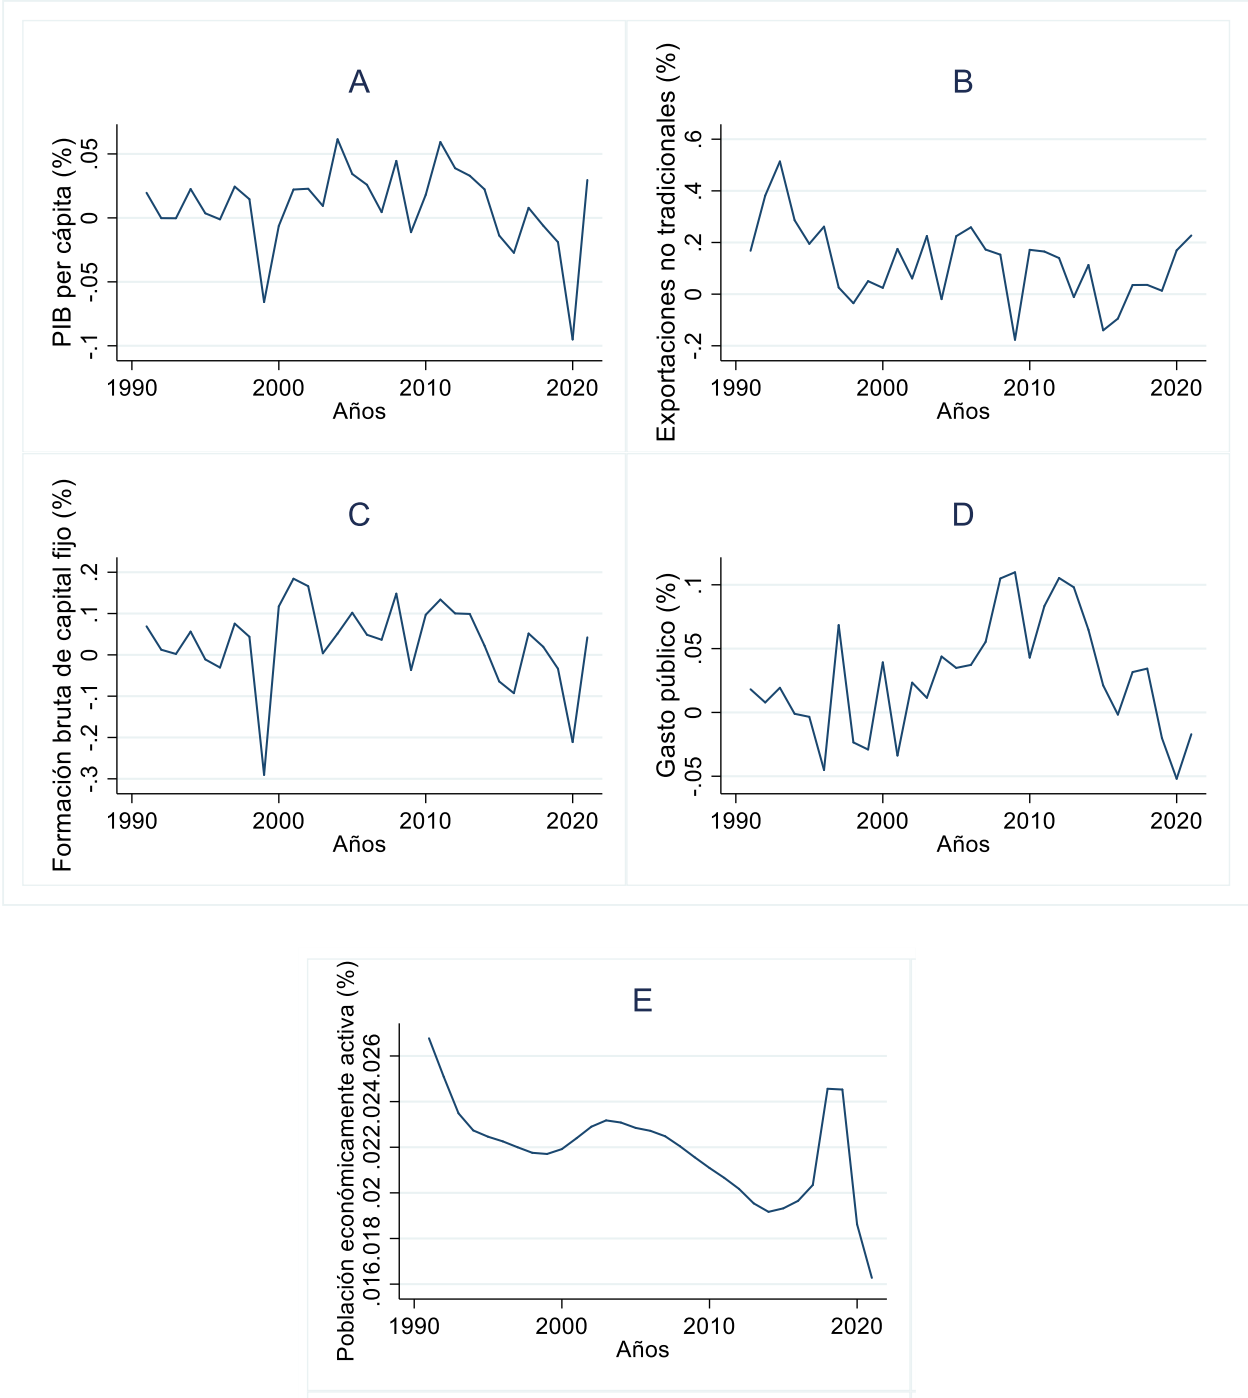 A
PIB per cápita (%)
.05
0
-.05
-.1
1990 2000 2010 2020
Años
B
Exportaciones no tradicionales (%)
.6
.4
.2
0
-.2
1990 2000 2010 2020
Años
C
Formación bruta de capital fijo (%)
.2
.1
0
-.1
-.2
-.3
1990 2000 2010 2020
Años
D
Gasto público (%)
.1
.05
0
-.05
1990 2000 2010 2020
Años
E
Población económicamente activa (%)
.026
.024
.022
.02
.018
.016
1990 2000 2010 2020
Años